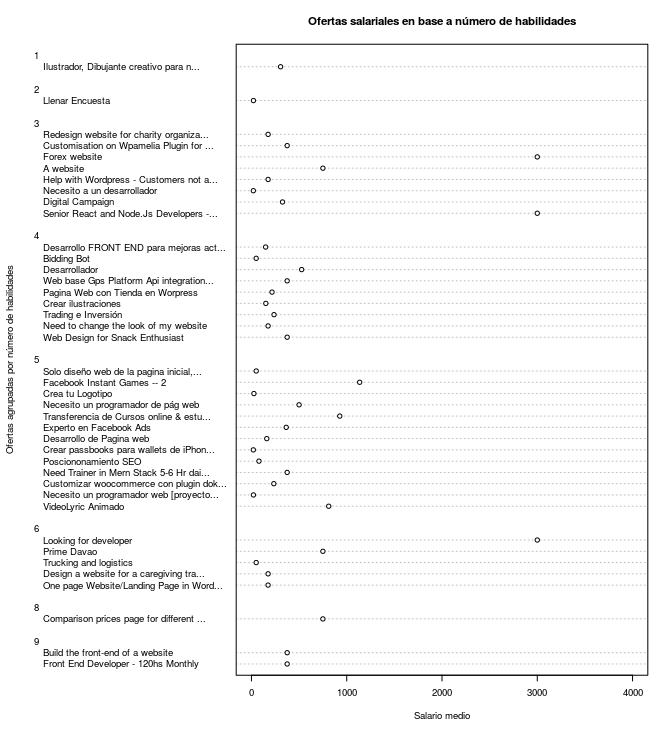 Ofertas salariales en base a número de habilidades
1
Ilustrador, Dibujante creativo para n...
2
Llenar Encuesta
3
Redesign website for charity organiza...
Customisation on Wpamelia Plugin for ...
Forex website
A website
Help with Wordpress - Customers not a...
Necesito a un desarrollador
Digital Campaign
Senior React and Node.Js Developers -...
4
Desarrollo FRONT END para mejoras act...
Bidding Bot
Desarrollador
Web base Gps Platform Api integration...
Pagina Web con Tienda en Worpress
Crear ilustraciones
Trading e Inversión
Need to change the look of my website
Web Design for Snack Enthusiast
5
Solo diseño web de la pagina inicial,...
Facebook Instant Games -- 2
Crea tu Logotipo
Necesito un programador de pág web
Transferencia de Cursos online & estu...
Experto en Facebook Ads
Desarrollo de Pagina web
Crear passbooks para wallets de iPhon...
Posciononamiento SEO
Need Trainer in Mern Stack 5-6 Hr dai...
Customizar woocommerce con plugin dok...
Necesito un programador web [proyecto...
VideoLyric Animado
6
Looking for developer
Prime Davao
Trucking and logistics
Design a website for a caregiving tra...
One page Website/Landing Page in Word...
8
Comparison prices page for different ...
9
Build the front-end of a website
Front End Developer - 120hs Monthly
Ofertas agrupadas por número de habilidades
0 1000 2000 3000 4000
Salario medio